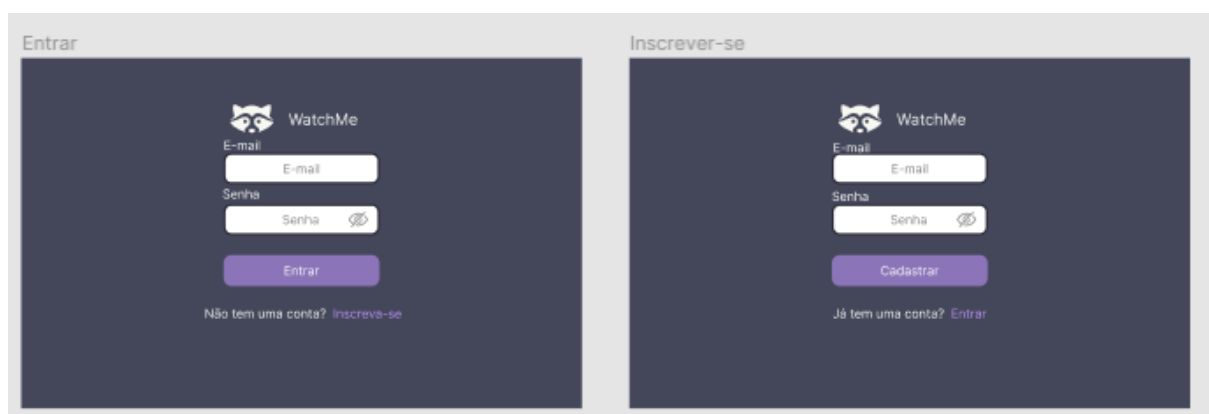 Entrar
WatchMe
E-mail
E-mail
Senha
Senha
Entrar
Não tem uma conta? Inscreva-se
Inscrever-se
WatchMe
E-mail
E-mail
Senha
Senha
Cadastrar
Já tem uma conta? Entrar